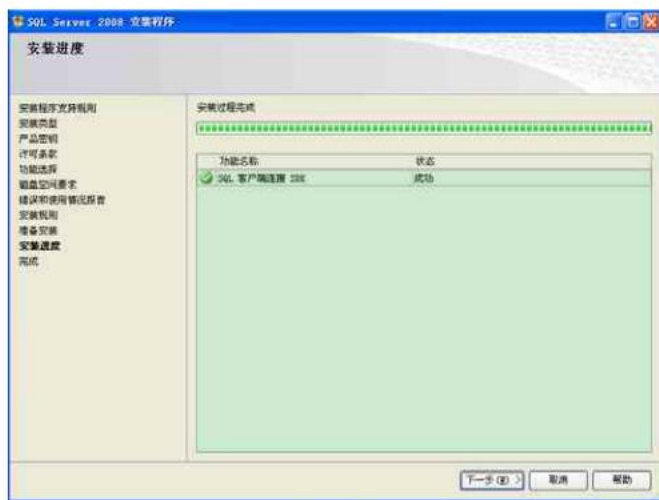 SQL Server 2008 安装程序
安装进度
安装程序支持规则
安装类型
产品密钥
许可条款
功能选择
磁盘空间要求
错误和使用情况报告
安装规则
准备安装
安装进度
完成
安装过程完成
功能名称 状态
SQL 客户端连接 SDK 成功
下一步(N) > 取消 帮助